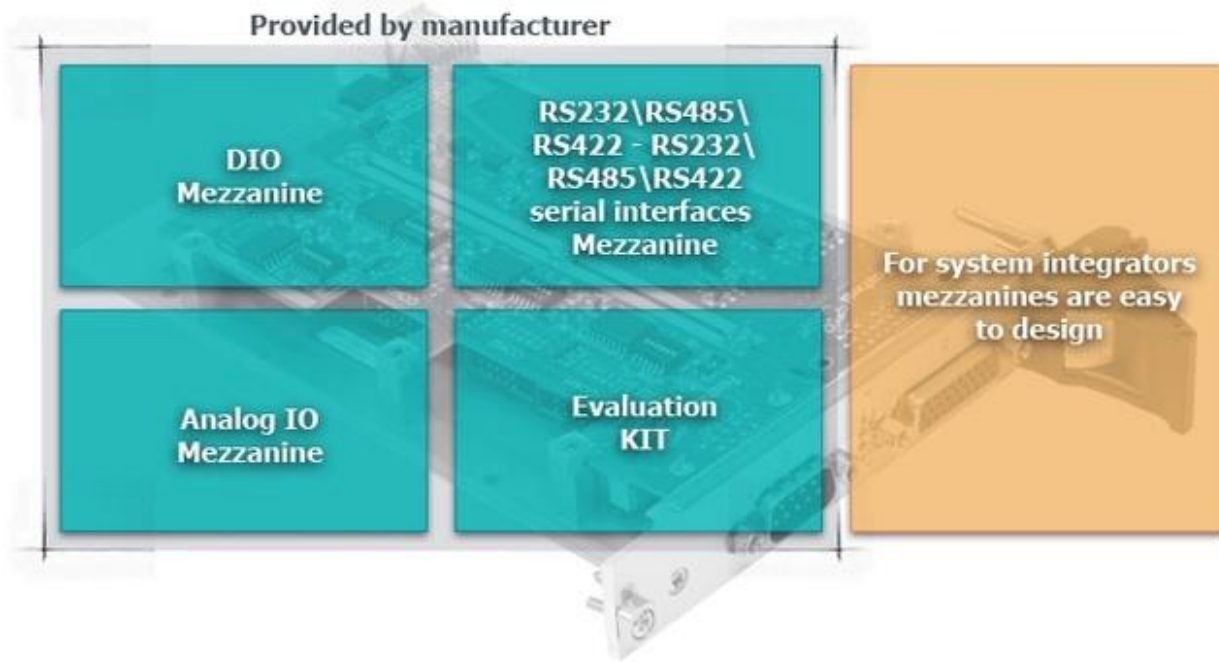 Provided by manufacturer
DIO
Mezzanine
RS232\RS485\
RS422 - RS232\
RS485\RS422
serial interfaces
Mezzanine
Analog IO
Mezzanine
Evaluation
KIT
For system integrators
mezzanines are easy
to design